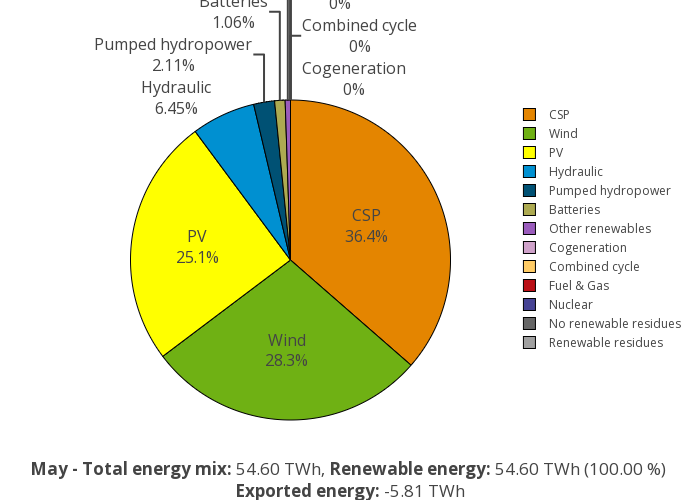 Batteries
1.06%
0%
Combined cycle
0%
Pumped hydropower
2.11%
Cogeneration
0%
Hydraulic
6.45%
CSP
36.4%
PV
25.1%
Wind
28.3%
CSP
Wind
PV
Hydraulic
Pumped hydropower
Batteries
Other renewables
Cogeneration
Combined cycle
Fuel & Gas
Nuclear
No renewable residues
Renewable residues
May - Total energy mix: 54.60 TWh, Renewable energy: 54.60 TWh (100.00 %)
Exported energy: -5.81 TWh